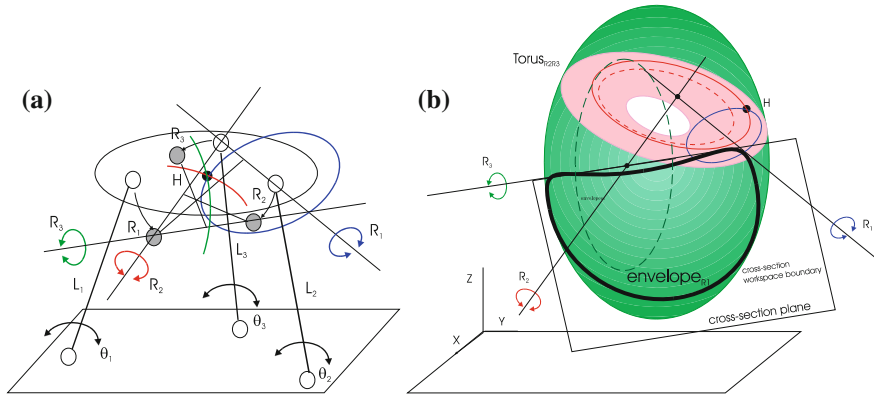 (a)
R3
H
R2
R1
R3
R2
R1
L1
L3
L2
θ1
θ3
θ2
(b)
TorusR2R3
H
R3
envelope
R1
R2
envelopeR1
cross-section
workspace boundary
cross-section plane
Z
X
Y